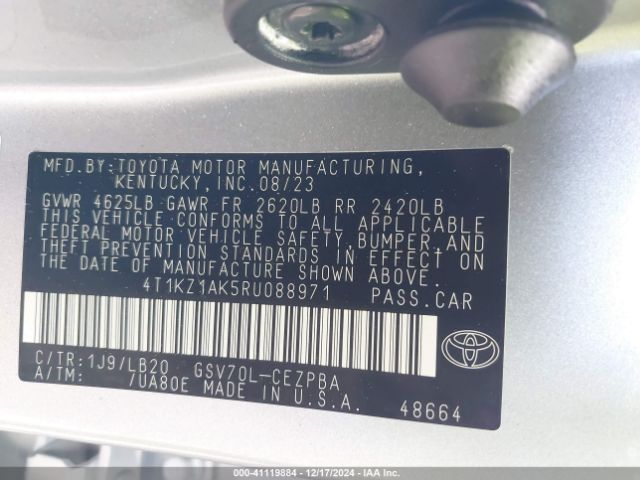 MFD.BY:TOYOTA MOTOR MANUFACTURING,
KENTUCKY,INC.08/23
GVWR 4625LB GAWR FR 2620LB RR 2420LB
THIS VEHICLE CONFORMS TO ALL APPLICABLE
FEDERAL MOTOR VEHICLE SAFETY,BUMPER,AND
THEFT PREVENTION STANDARDS IN EFFECT ON
THE DATE OF MANUFACTURE SHOWN ABOVE.
4T1KZ1AK5RU088971 PASS.CAR
C/TR:1J9/LB20 GSV70L-CEZPBA
A/TM: /UA80E MADE IN U.S.A.
48664
000-41119884 - 12/17/2024 - IAA Inc.